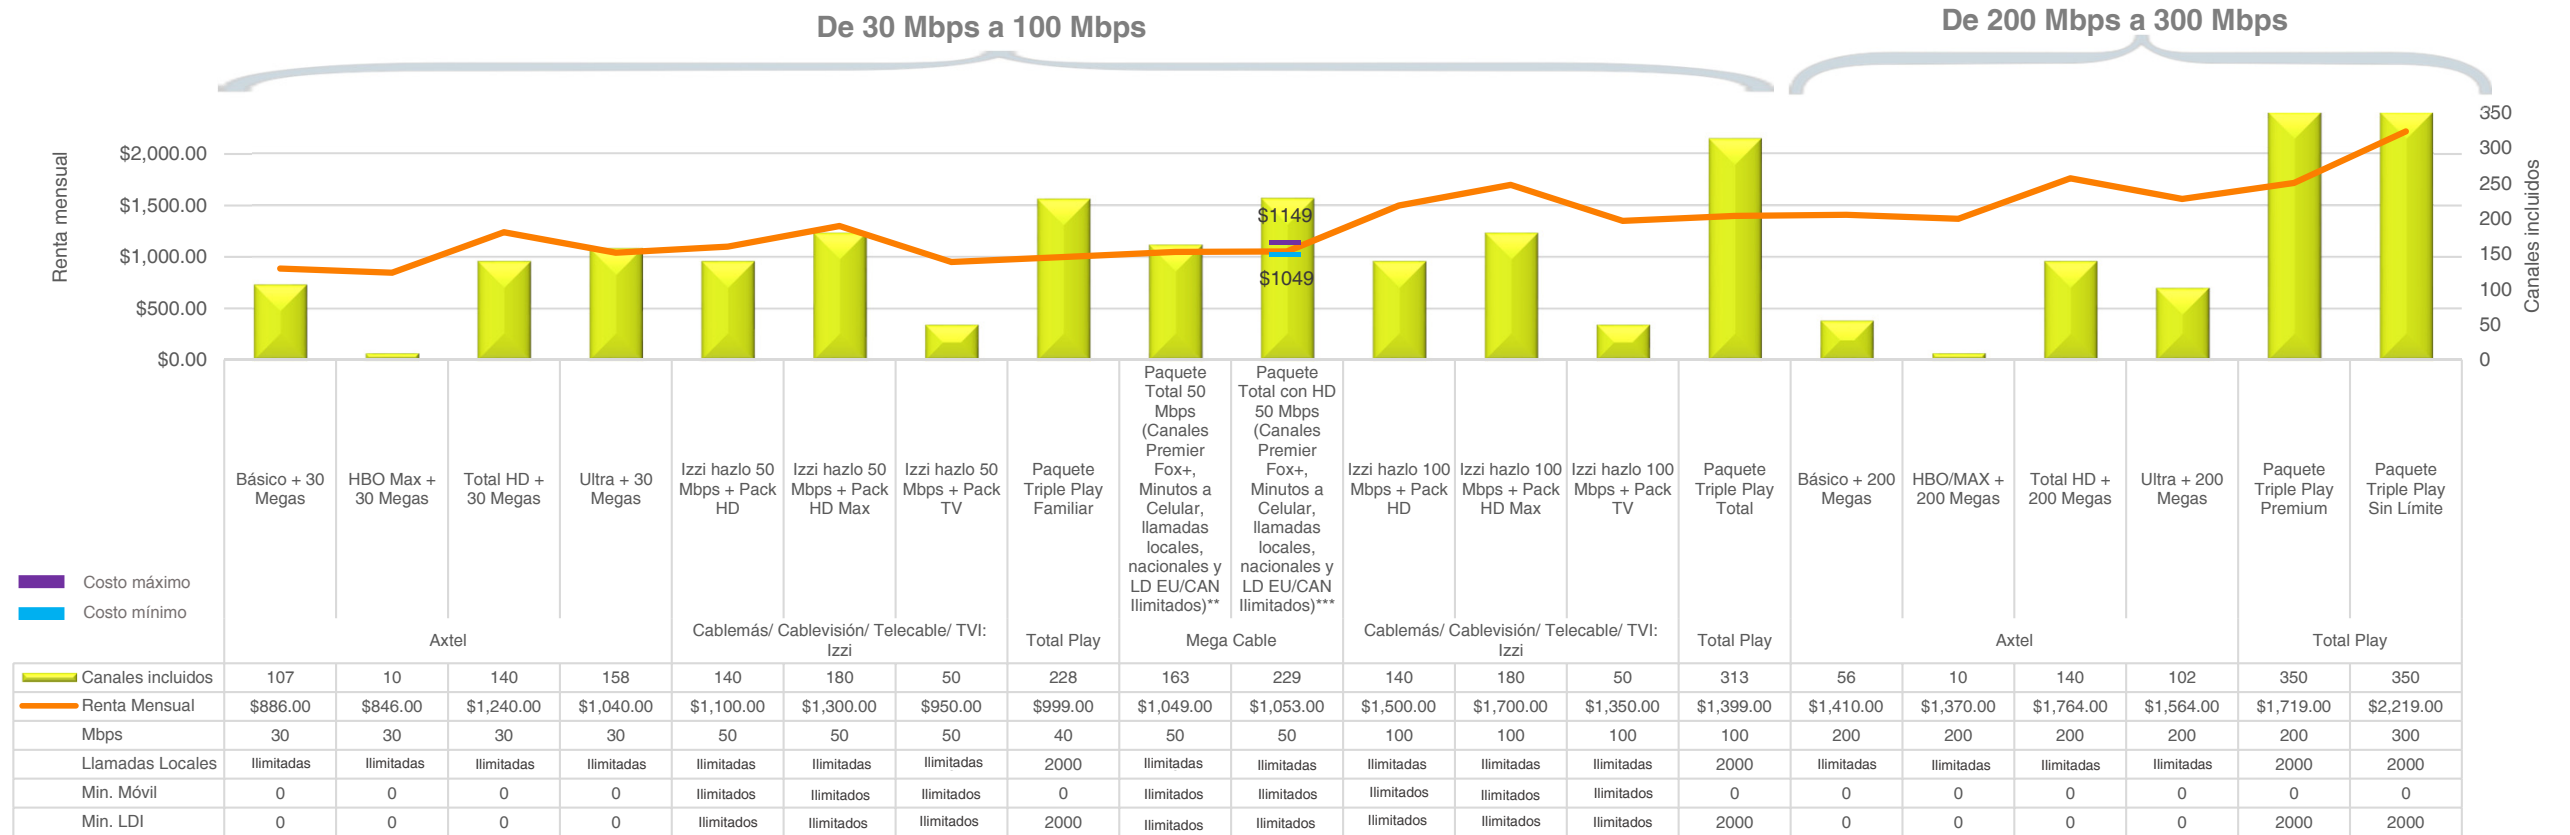 De 30 Mbps a 100 Mbps
De 200 Mbps a 300 Mbps
Renta mensual
$2,000.00
$1,500.00
$1,000.00
$500.00
$0.00
$1149
$1049
350
300
250
200
150
100
50
0
Canales incluidos
Básico + 30
Megas
HBO Max +
30 Megas
Total HD +
30 Megas
Ultra + 30
Megas
Izzi hazlo 50
Mbps + Pack
HD
Izzi hazlo 50
Mbps + Pack
HD Max
Izzi hazlo 50
Mbps + Pack
TV
Paquete
Triple Play
Familiar
Paquete
Total 50
Mbps
(Canales
Premier
Fox+,
Minutos a
Celular,
llamadas
locales,
nacionales y
LD EU/CAN
Ilimitados)**
Paquete
Total con HD
50 Mbps
(Canales
Premier
Fox+,
Minutos a
Celular,
llamadas
locales,
nacionales y
LD EU/CAN
Ilimitados)***
Izzi hazlo 100
Mbps + Pack
HD
Izzi hazlo 100
Mbps + Pack
HD Max
Izzi hazlo 100
Mbps + Pack
TV
Paquete
Triple Play
Total
Básico + 200
Megas
HBO/MAX +
200 Megas
Total HD +
200 Megas
Ultra + 200
Megas
Paquete
Triple Play
Premium
Paquete
Triple Play
Sin Límite
Costo máximo
Costo mínimo
Axtel
Cablemás/ Cablevisión/ Telecable/ TVI:
Izzi
Total Play
Mega Cable
Cablemás/ Cablevisión/ Telecable/ TVI:
Izzi
Total Play
Axtel
Total Play
Canales incluidos 107 10 140 158 140 180 50 228 163 229 140 180 50 313 56 10 140 102 350 350
Renta Mensual $886.00 $846.00 $1,240.00 $1,040.00 $1,100.00 $1,300.00 $950.00 $999.00 $1,049.00 $1,053.00 $1,500.00 $1,700.00 $1,350.00 $1,399.00 $1,410.00 $1,370.00 $1,764.00 $1,564.00 $1,719.00 $2,219.00
Mbps 30 30 30 30 50 50 50 40 50 50 100 100 100 100 200 200 200 200 200 300
Llamadas Locales Ilimitadas Ilimitadas Ilimitadas Ilimitadas Ilimitadas Ilimitadas Ilimitadas 2000 Ilimitadas Ilimitadas Ilimitadas Ilimitadas Ilimitadas 2000 Ilimitadas Ilimitadas Ilimitadas Ilimitadas 2000 2000
Min. Móvil 0 0 0 0 Ilimitados Ilimitados Ilimitados 0 Ilimitados Ilimitados Ilimitados Ilimitados Ilimitados 0 0 0 0 0 0 0
Min. LDI 0 0 0 0 Ilimitados Ilimitados Ilimitados 2000 Ilimitados Ilimitados Ilimitados Ilimitados Ilimitados 2000 0 0 0 0 2000 2000